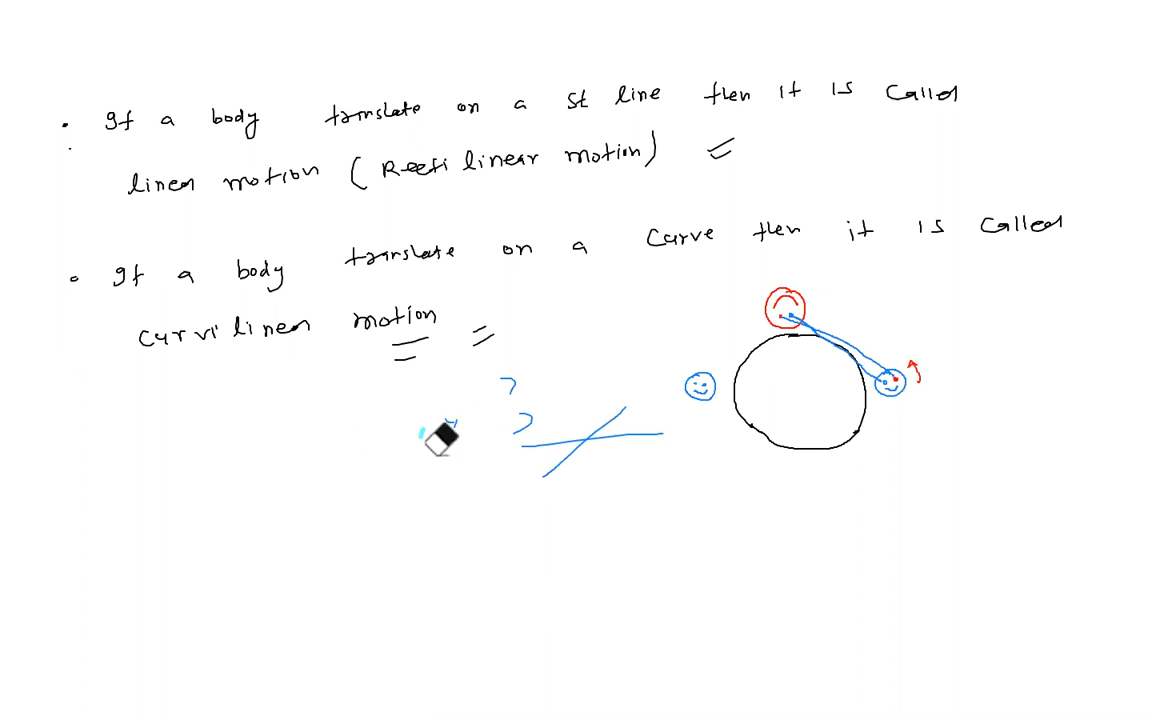 . If a body translate on a St line then it is called
linear motion (Rectilinear motion)
. If a body translate on a Curve then it is called
Curvilinear motion